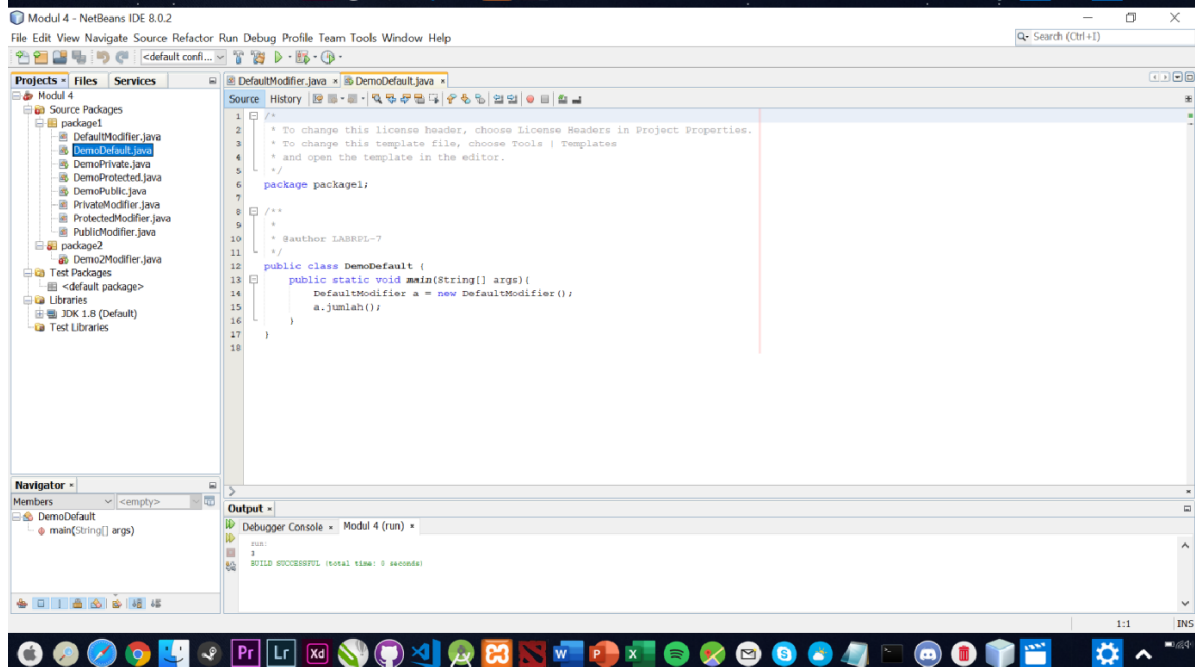 Modul 4 - NetBeans IDE 8.0.2
File Edit View Navigate Source Refactor Run Debug Profile Team Tools Window Help
Search (Ctrl+I)
<default confi...
Projects Files Services
DefaultModifier.java DemoDefault.java
Modul 4
Source Packages
package1
DefaultModifier.java
DemoDefault.java
DemoPrivate.java
DemoProtected.java
DemoPublic.java
PrivateModifier.java
ProtectedModifier.java
PublicModifier.java
package2
Demo2Modifier.java
Test Packages
<default package>
Libraries
JDK 1.8 (Default)
Test Libraries
Source History
1 /*
2 * To change this license header, choose License Headers in Project Properties.
3 * To change this template file, choose Tools | Templates
4 * and open the template in the editor.
5 */
6 package package1;
7
8 /**
9 *
10 * @author LABRPL-7
11 */
12 public class DemoDefault {
13 public static void main(String[] args){
14 DefaultModifier a = new DefaultModifier();
15 a.jumlah();
16 }
17 }
18
Navigator
Members <empty>
DemoDefault
main(String[] args)
Output
Debugger Console Modul 4 (run)
run:
3
BUILD SUCCESSFUL (total time: 0 seconds)
1:1 INS
Pr Lr Xd W P X S